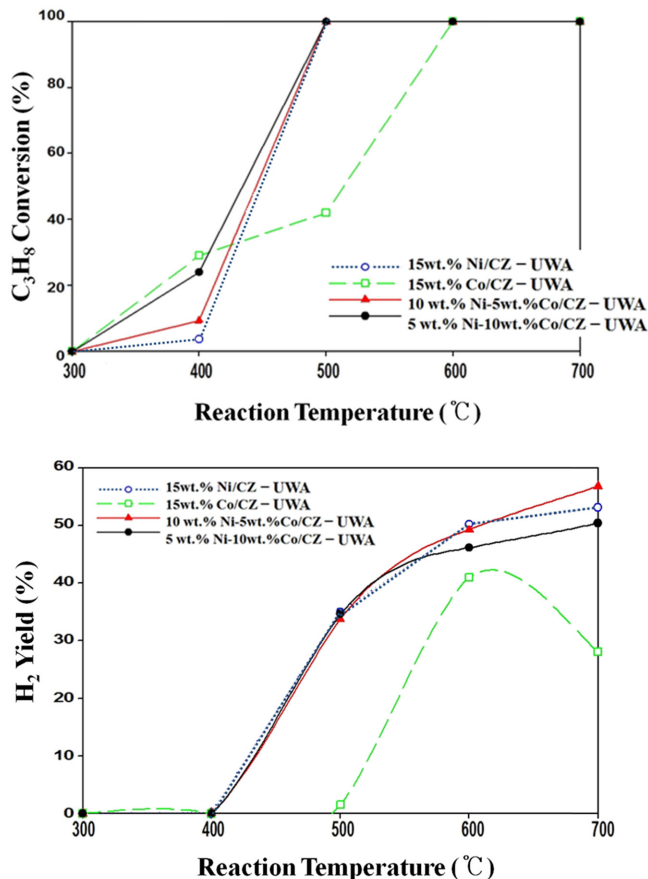 C₃H₈ Conversion (%)
100
80
60
40
20
0
15wt.% Ni/CZ – UWA
15wt.% Co/CZ – UWA
10 wt.% Ni-5wt.%Co/CZ – UWA
5 wt.% Ni-10wt.%Co/CZ – UWA
300 400 500 600 700
Reaction Temperature (℃)
H₂ Yield (%)
60
50
40
30
20
10
0
15wt.% Ni/CZ – UWA
15wt.% Co/CZ – UWA
10 wt.% Ni-5wt.%Co/CZ – UWA
5 wt.% Ni-10wt.%Co/CZ – UWA
300 400 500 600 700
Reaction Temperature (℃)